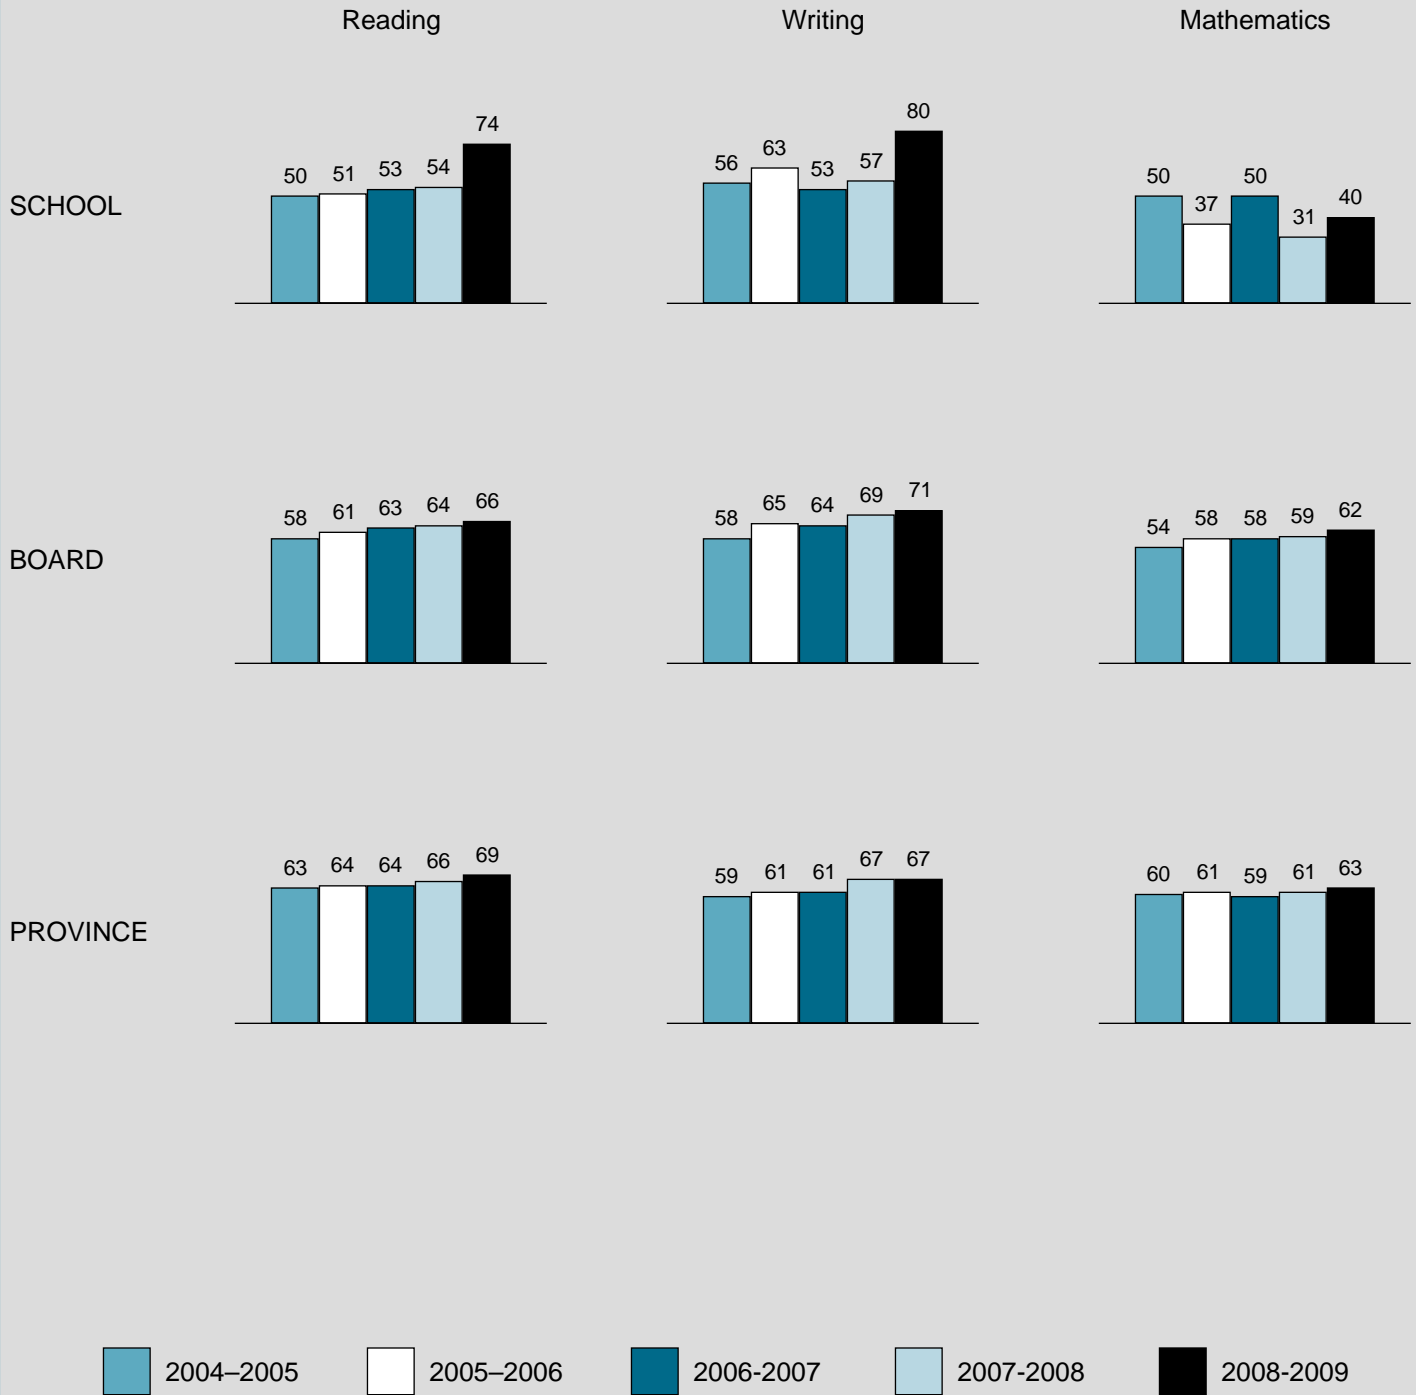 Reading Writing Mathematics
SCHOOL
50 51 53 54 74
56 63 53 57 80
50 37 50 31 40
BOARD
58 61 63 64 66
58 65 64 69 71
54 58 58 59 62
PROVINCE
63 64 64 66 69
59 61 61 67 67
60 61 59 61 63
2004–2005 2005–2006 2006-2007 2007-2008 2008-2009